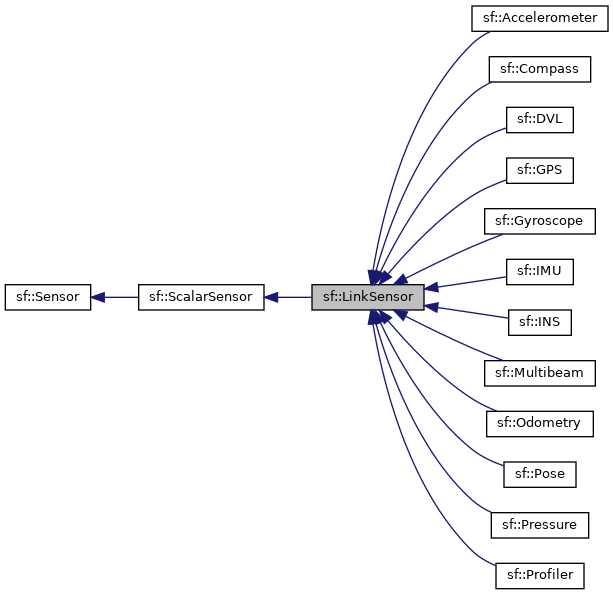 sf::Accelerometer
sf::Compass
sf::DVL
sf::GPS
sf::Gyroscope
sf::IMU
sf::Sensor
sf::ScalarSensor
sf::LinkSensor
sf::INS
sf::Multibeam
sf::Odometry
sf::Pose
sf::Pressure
sf::Profiler